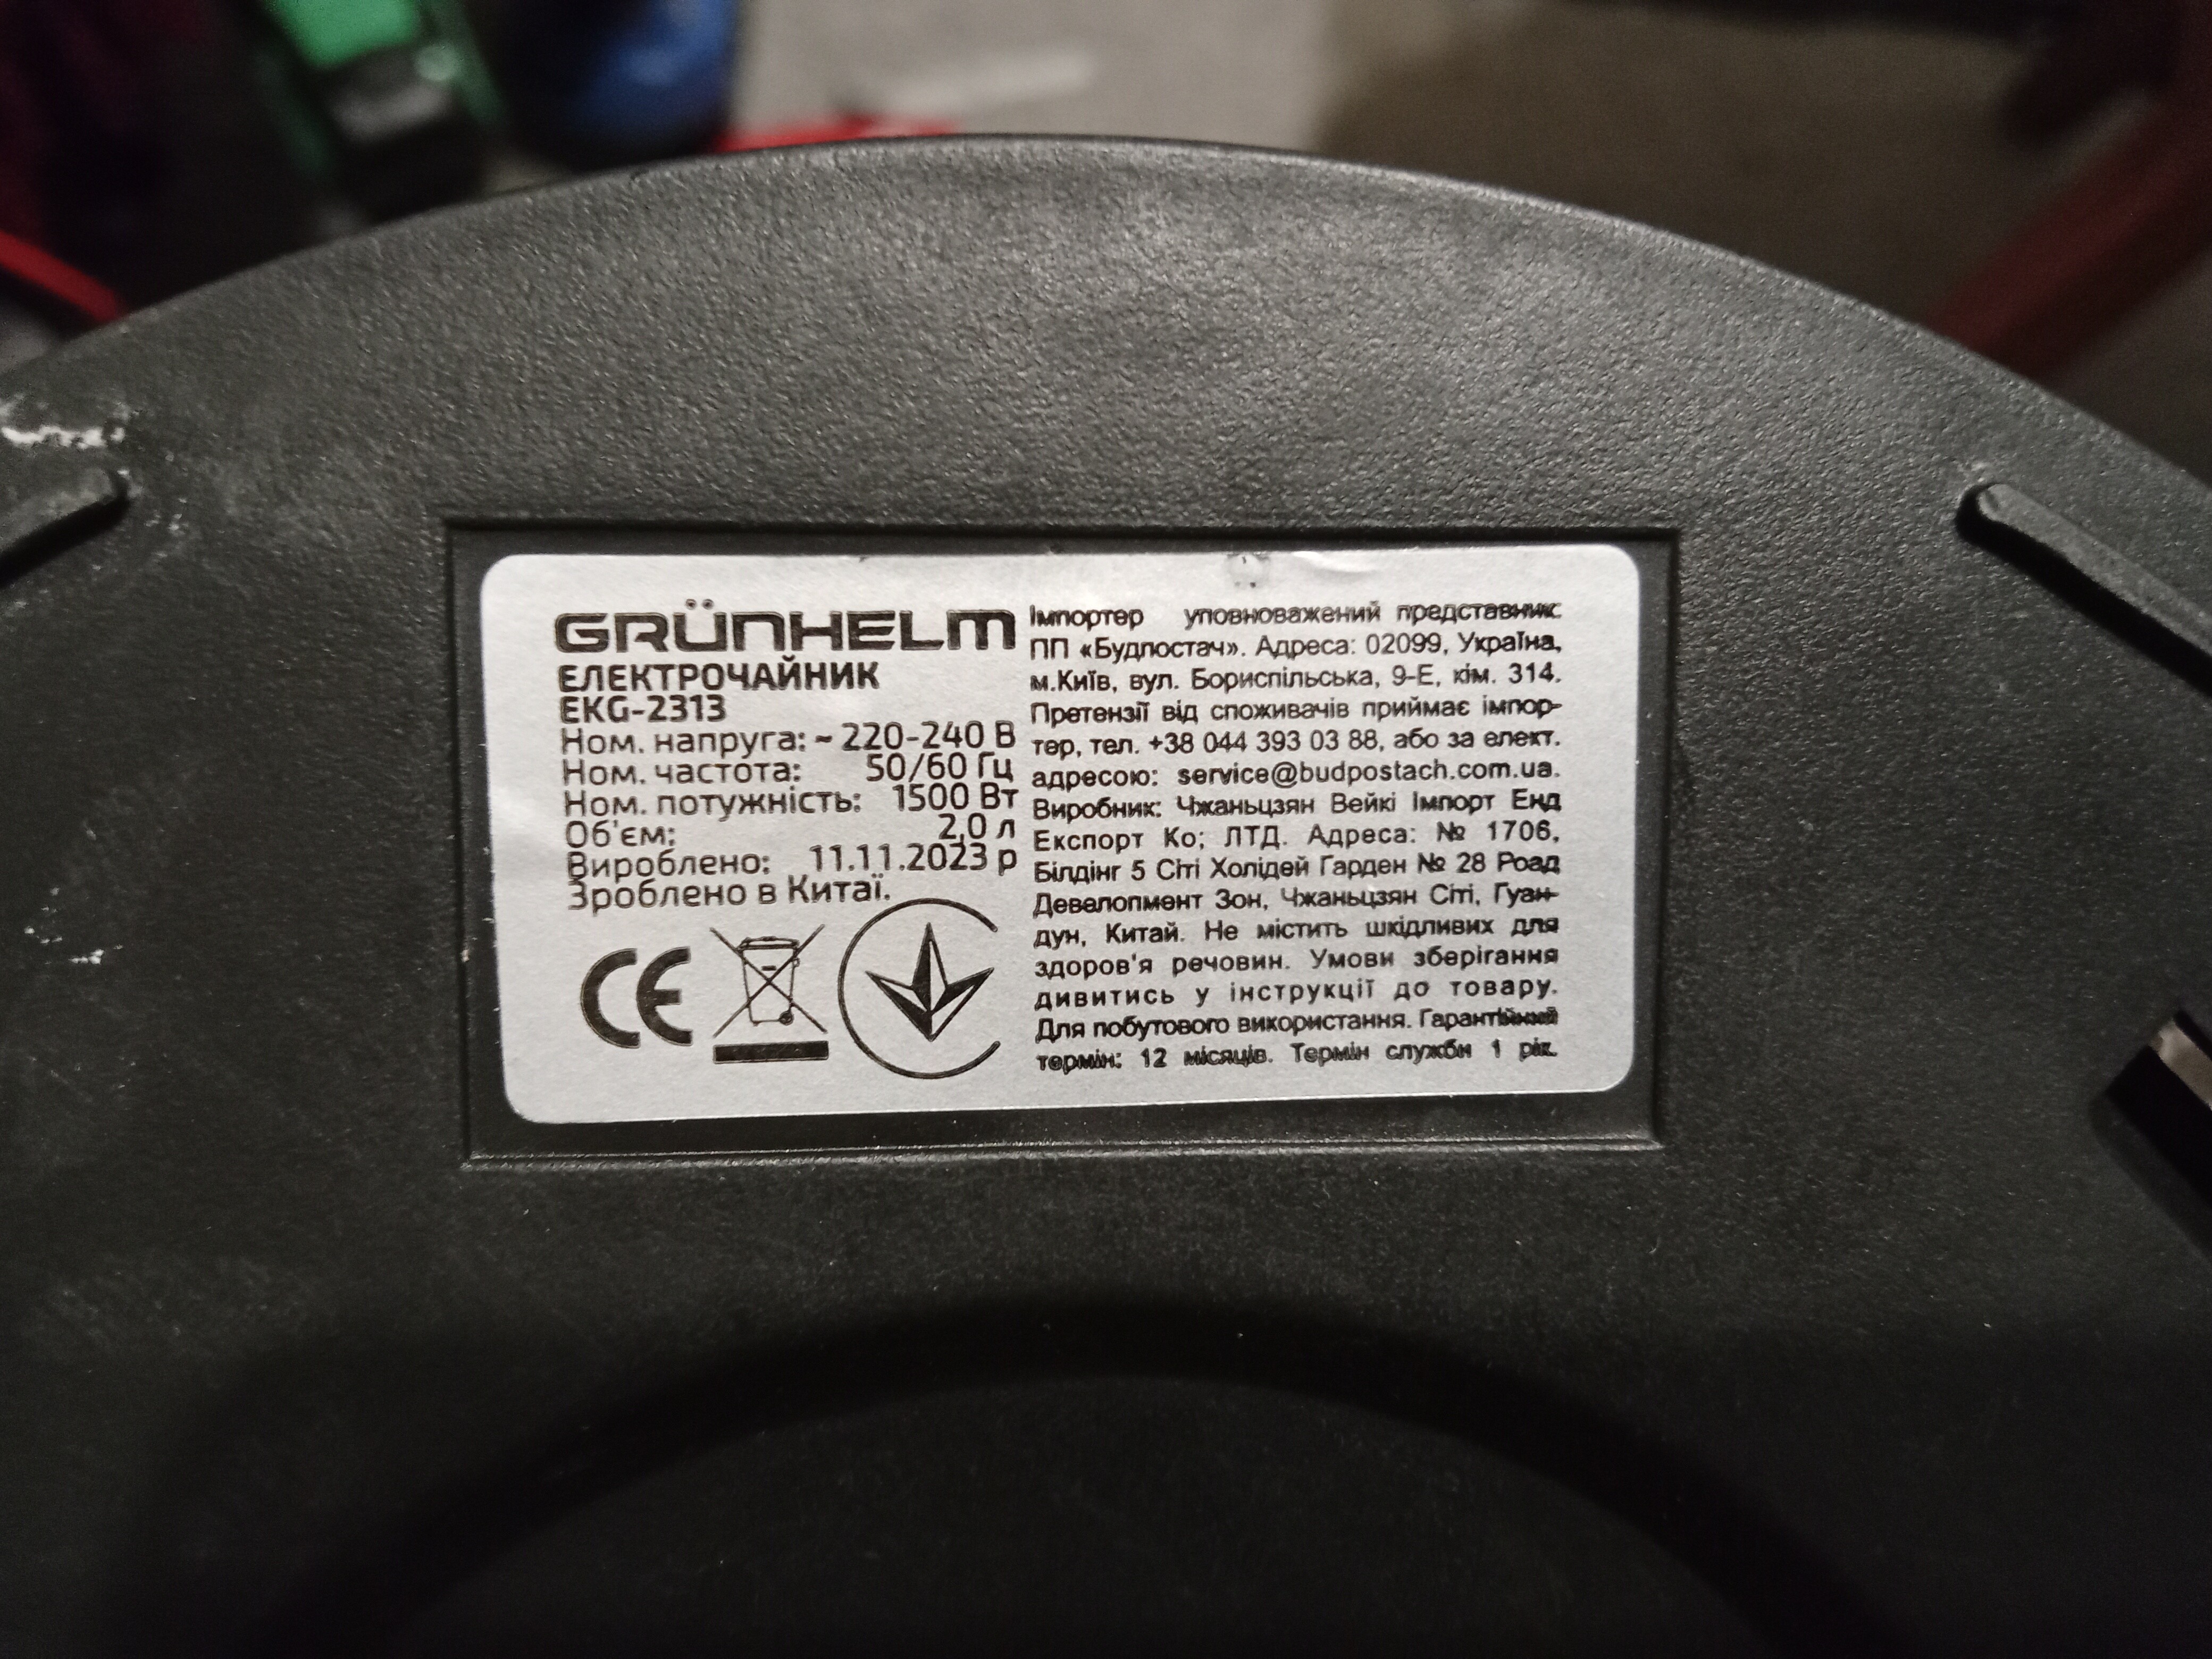 GRÜNHELM
ЕЛЕКТРОЧАЙНИК
EKG-2313
Ном. напруга: ~ 220-240 В
Ном. частота: 50/60 Гц
Ном. потужність: 1500 Вт
Об'єм: 2,0 л
Вироблено: 11.11.2023 р
Зроблено в Китаї.
CE
Імпортер уповноважений представник:
ПП «Будпостач». Адреса: 02099, Україна,
м.Київ, вул. Бориспільська, 9-Е, кім. 314.
Претензії від споживачів приймає імпор-
тер, тел. +38 044 393 03 88, або за елект.
адресою: service@budpostach.com.ua.
Виробник: Чжаньцзян Вейкі Імпорт Енд
Експорт Ко; ЛТД. Адреса: № 1706,
Білдінг 5 Сіті Холідей Гарден № 28 Роад
Девелопмент Зон, Чжаньцзян Сіті, Гуан-
дун, Китай. Не містить шкідливих для
здоров'я речовин. Умови зберігання
дивитись у інструкції до товару.
Для побутового використання. Гарантійний
термін: 12 місяців. Термін служби 1 рік.